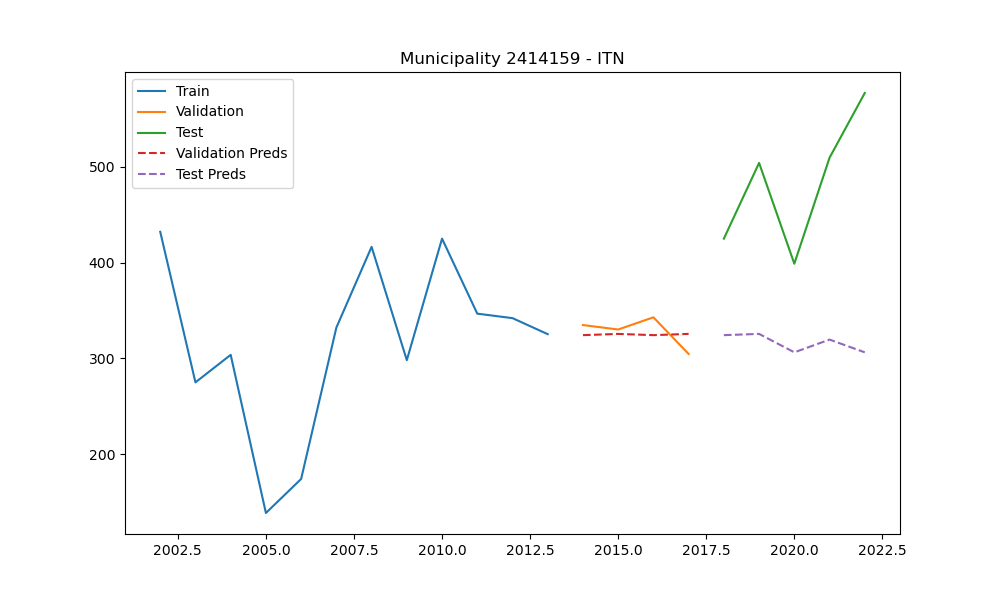 Municipality 2414159 - ITN
Train
Validation
Test
Validation Preds
Test Preds
500
400
300
200
2002.5 2005.0 2007.5 2010.0 2012.5 2015.0 2017.5 2020.0 2022.5